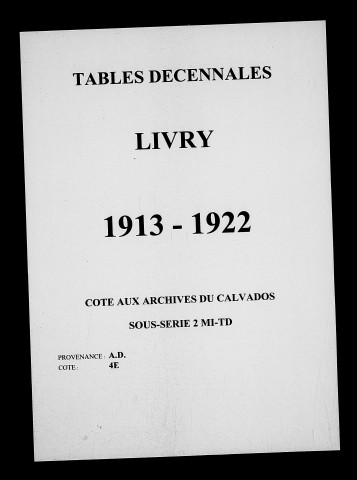 TABLES DECENNALES
LIVRY
1913 - 1922
COTE AUX ARCHIVES DU CALVADOS
SOUS-SERIE 2 MI-TD
PROVENANCE : A.D.
COTE : 4E